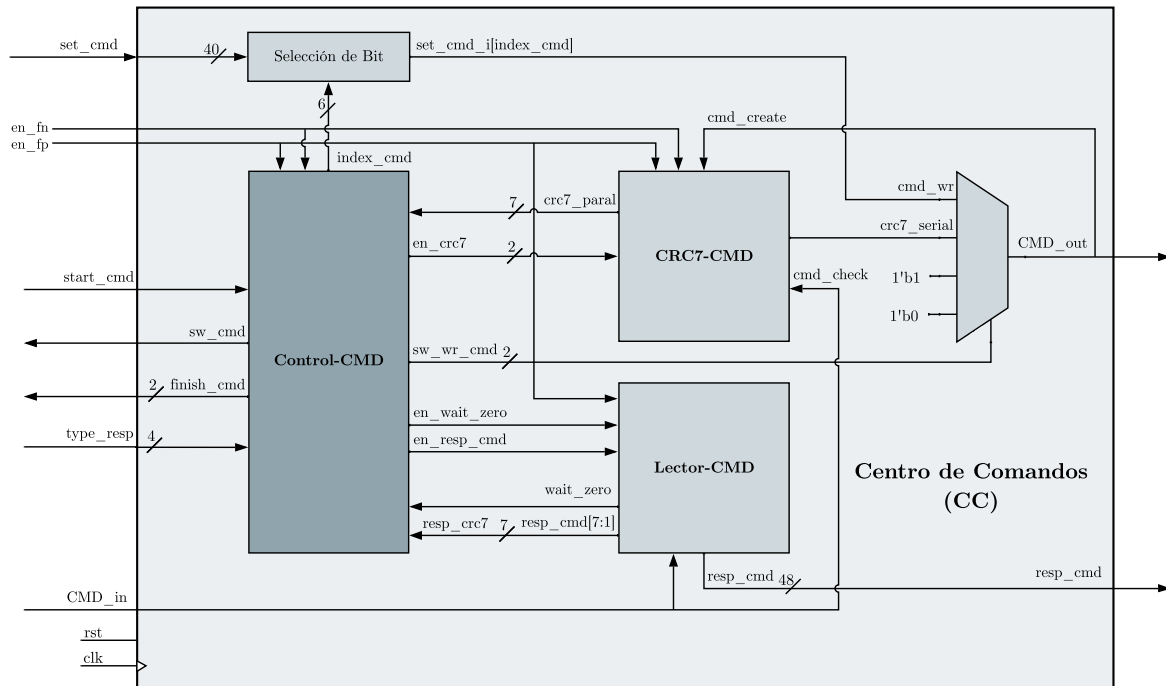 set_cmd
40
Selección de Bit
set_cmd_i[index_cmd]
6
en_fn
en_fp
index_cmd
cmd_create
cmd_wr
7
crc7_paral
crc7_serial
en_crc7
2
CRC7-CMD
CMD_out
start_cmd
cmd_check
1'b1
1'b0
sw_cmd
Control-CMD
sw_wr_cmd
2
2
finish_cmd
type_resp
4
en_wait_zero
en_resp_cmd
Lector-CMD
Centro de Comandos
(CC)
wait_zero
resp_crc7
7
resp_cmd[7:1]
resp_cmd
48
resp_cmd
CMD_in
rst
clk